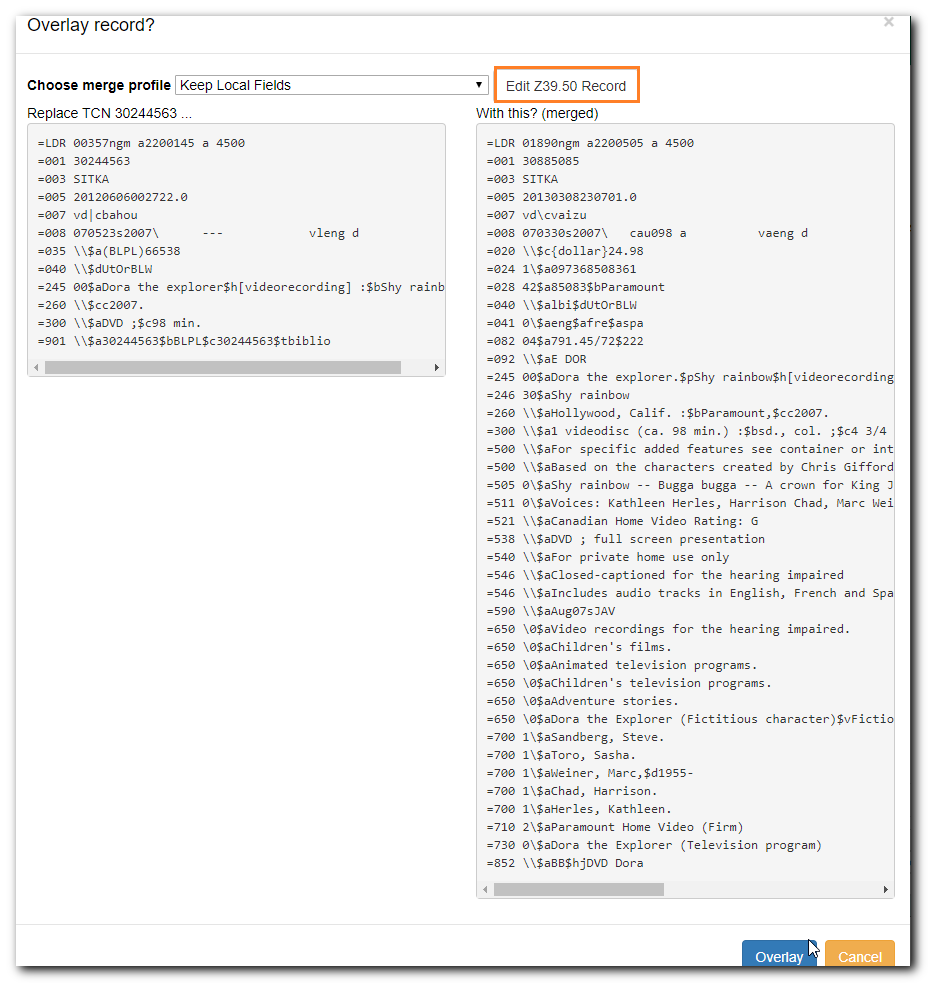 Overlay record?
×
Choose merge profile Keep Local Fields Edit Z39.50 Record
Replace TCN 30244563 ...
=LDR 00357ngm a2200145 a 4500
=001 30244563
=003 SITKA
=005 20120606002722.0
=007 vd|cbahou
=008 070523s2007\      ---            vleng d
=035 \\$a(BLPL)66538
=040 \\$dUtOrBLW
=245 00$aDora the explorer$h[videorecording] :$bShy rainb
=260 \\$cc2007.
=300 \\$aDVD ;$c98 min.
=901 \\$a30244563$bBLPL$c30244563$tbiblio
With this? (merged)
=LDR 01890ngm a2200505 a 4500
=001 30885085
=003 SITKA
=005 20130308230701.0
=007 vd\cvaizu
=008 070330s2007\   cau098 a          vaeng d
=020 \\$c{dollar}24.98
=024 1\$a097368508361
=028 42$a85083$bParamount
=040 \\$albi$dUtOrBLW
=041 0\$aeng$afre$aspa
=082 04$a791.45/72$222
=092 \\$aE DOR
=245 00$aDora the explorer.$pShy rainbow$h[videorecording
=246 30$aShy rainbow
=260 \\$aHollywood, Calif. :$bParamount,$cc2007.
=300 \\$a1 videodisc (ca. 98 min.) :$bsd., col. ;$c4 3/4
=500 \\$aFor specific added features see container or int
=500 \\$aBased on the characters created by Chris Gifford
=505 0\$aShy rainbow -- Bugga bugga -- A crown for King J
=511 0\$aVoices: Kathleen Herles, Harrison Chad, Marc Wei
=521 \\$aCanadian Home Video Rating: G
=538 \\$aDVD ; full screen presentation
=540 \\$aFor private home use only
=546 \\$aClosed-captioned for the hearing impaired
=546 \\$aIncludes audio tracks in English, French and Spa
=590 \\$aAug07sJAV
=650 \0$aVideo recordings for the hearing impaired.
=650 \0$aChildren's films.
=650 \0$aAnimated television programs.
=650 \0$aChildren's television programs.
=650 \0$aAdventure stories.
=650 \0$aDora the Explorer (Fictitious character)$vFictio
=700 1\$aSandberg, Steve.
=700 1\$aToro, Sasha.
=700 1\$aWeiner, Marc,$d1955-
=700 1\$aChad, Harrison.
=700 1\$aHerles, Kathleen.
=710 2\$aParamount Home Video (Firm)
=730 0\$aDora the Explorer (Television program)
=852 \\$aBB$hjDVD Dora
Overlay Cancel